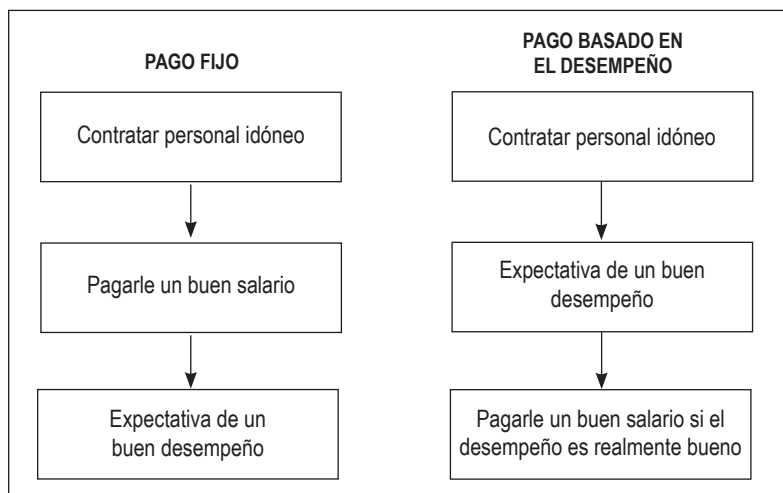 PAGO FIJO
Contratar personal idóneo
Pagarle un buen salario
Expectativa de un
buen desempeño
PAGO BASADO EN
EL DESEMPEÑO
Contratar personal idóneo
Expectativa de un buen
desempeño
Pagarle un buen salario si el
desempeño es realmente bueno